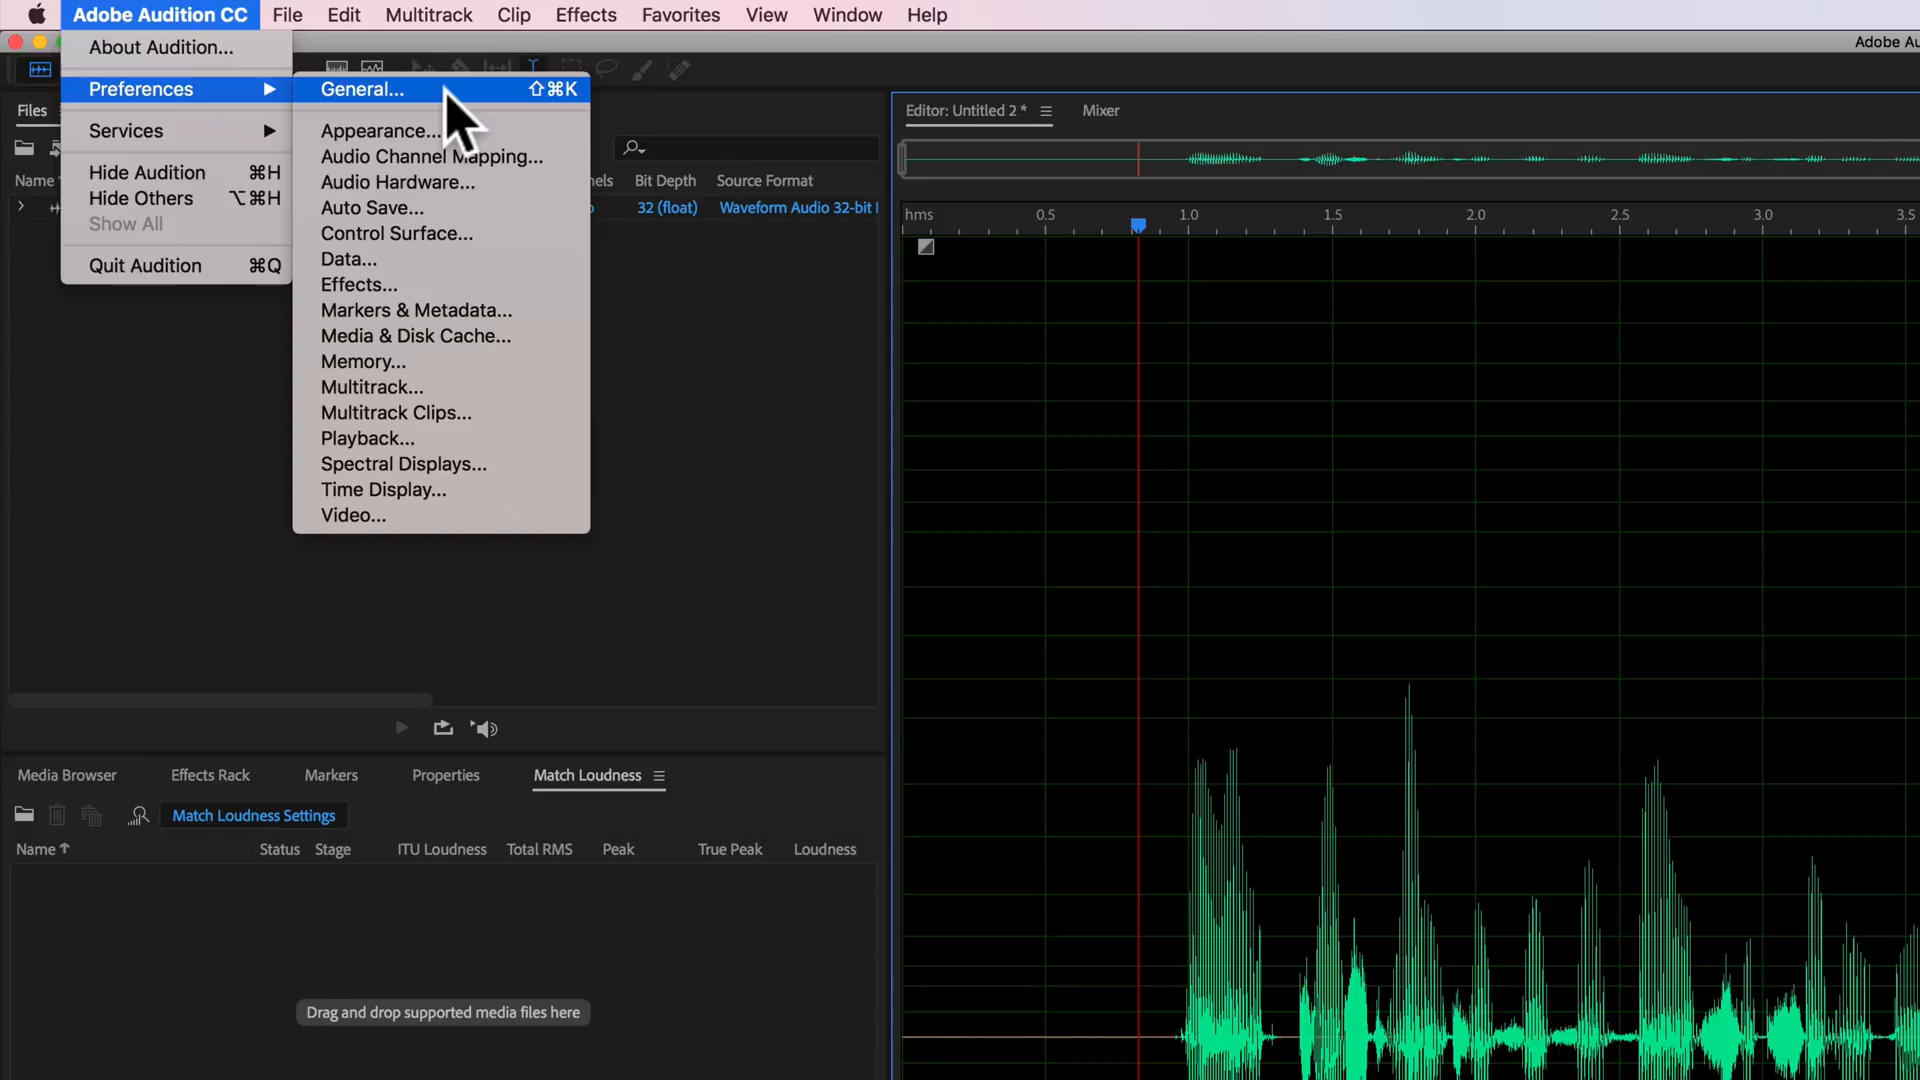 Adobe Audition CC File Edit Multitrack Clip Effects Favorites View Window Help
Adobe Au
About Audition...
Preferences
Services
Hide Audition ⌘H
Hide Others ⌥⌘H
Show All
Quit Audition ⌘Q
General... ⇧⌘K
Appearance...
Audio Channel Mapping...
Audio Hardware...
Auto Save...
Control Surface...
Data...
Effects...
Markers & Metadata...
Media & Disk Cache...
Memory...
Multitrack...
Multitrack Clips...
Playback...
Spectral Displays...
Time Display...
Video...
Files
Name nels Bit Depth Source Format
o 32 (float) Waveform Audio 32-bit
Editor: Untitled 2 * Mixer
hms 0.5 1.0 1.5 2.0 2.5 3.0 3.5
Media Browser Effects Rack Markers Properties Match Loudness
Match Loudness Settings
Name Status Stage ITU Loudness Total RMS Peak True Peak Loudness
Drag and drop supported media files here